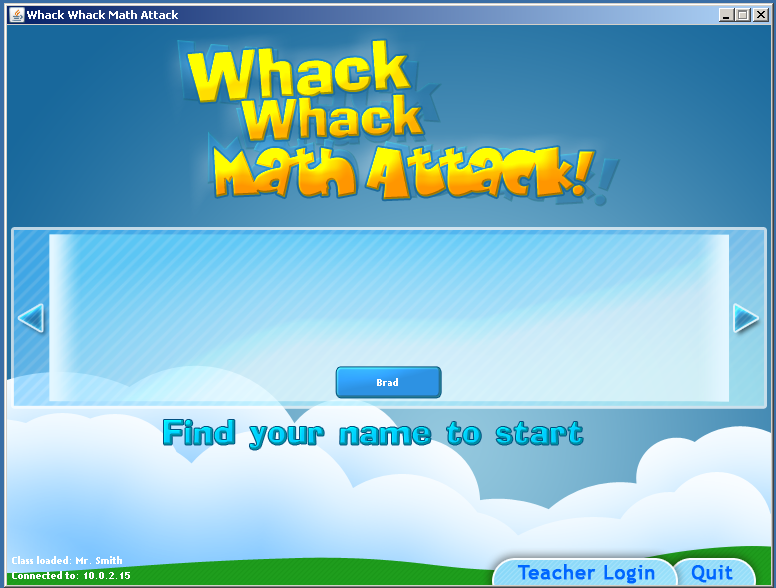 Whack Whack Math Attack
Whack
Whack
Math Attack!
Brad
Find your name to start
Class loaded: Mr. Smith
Connected to: 10.0.2.15
Teacher Login
Quit